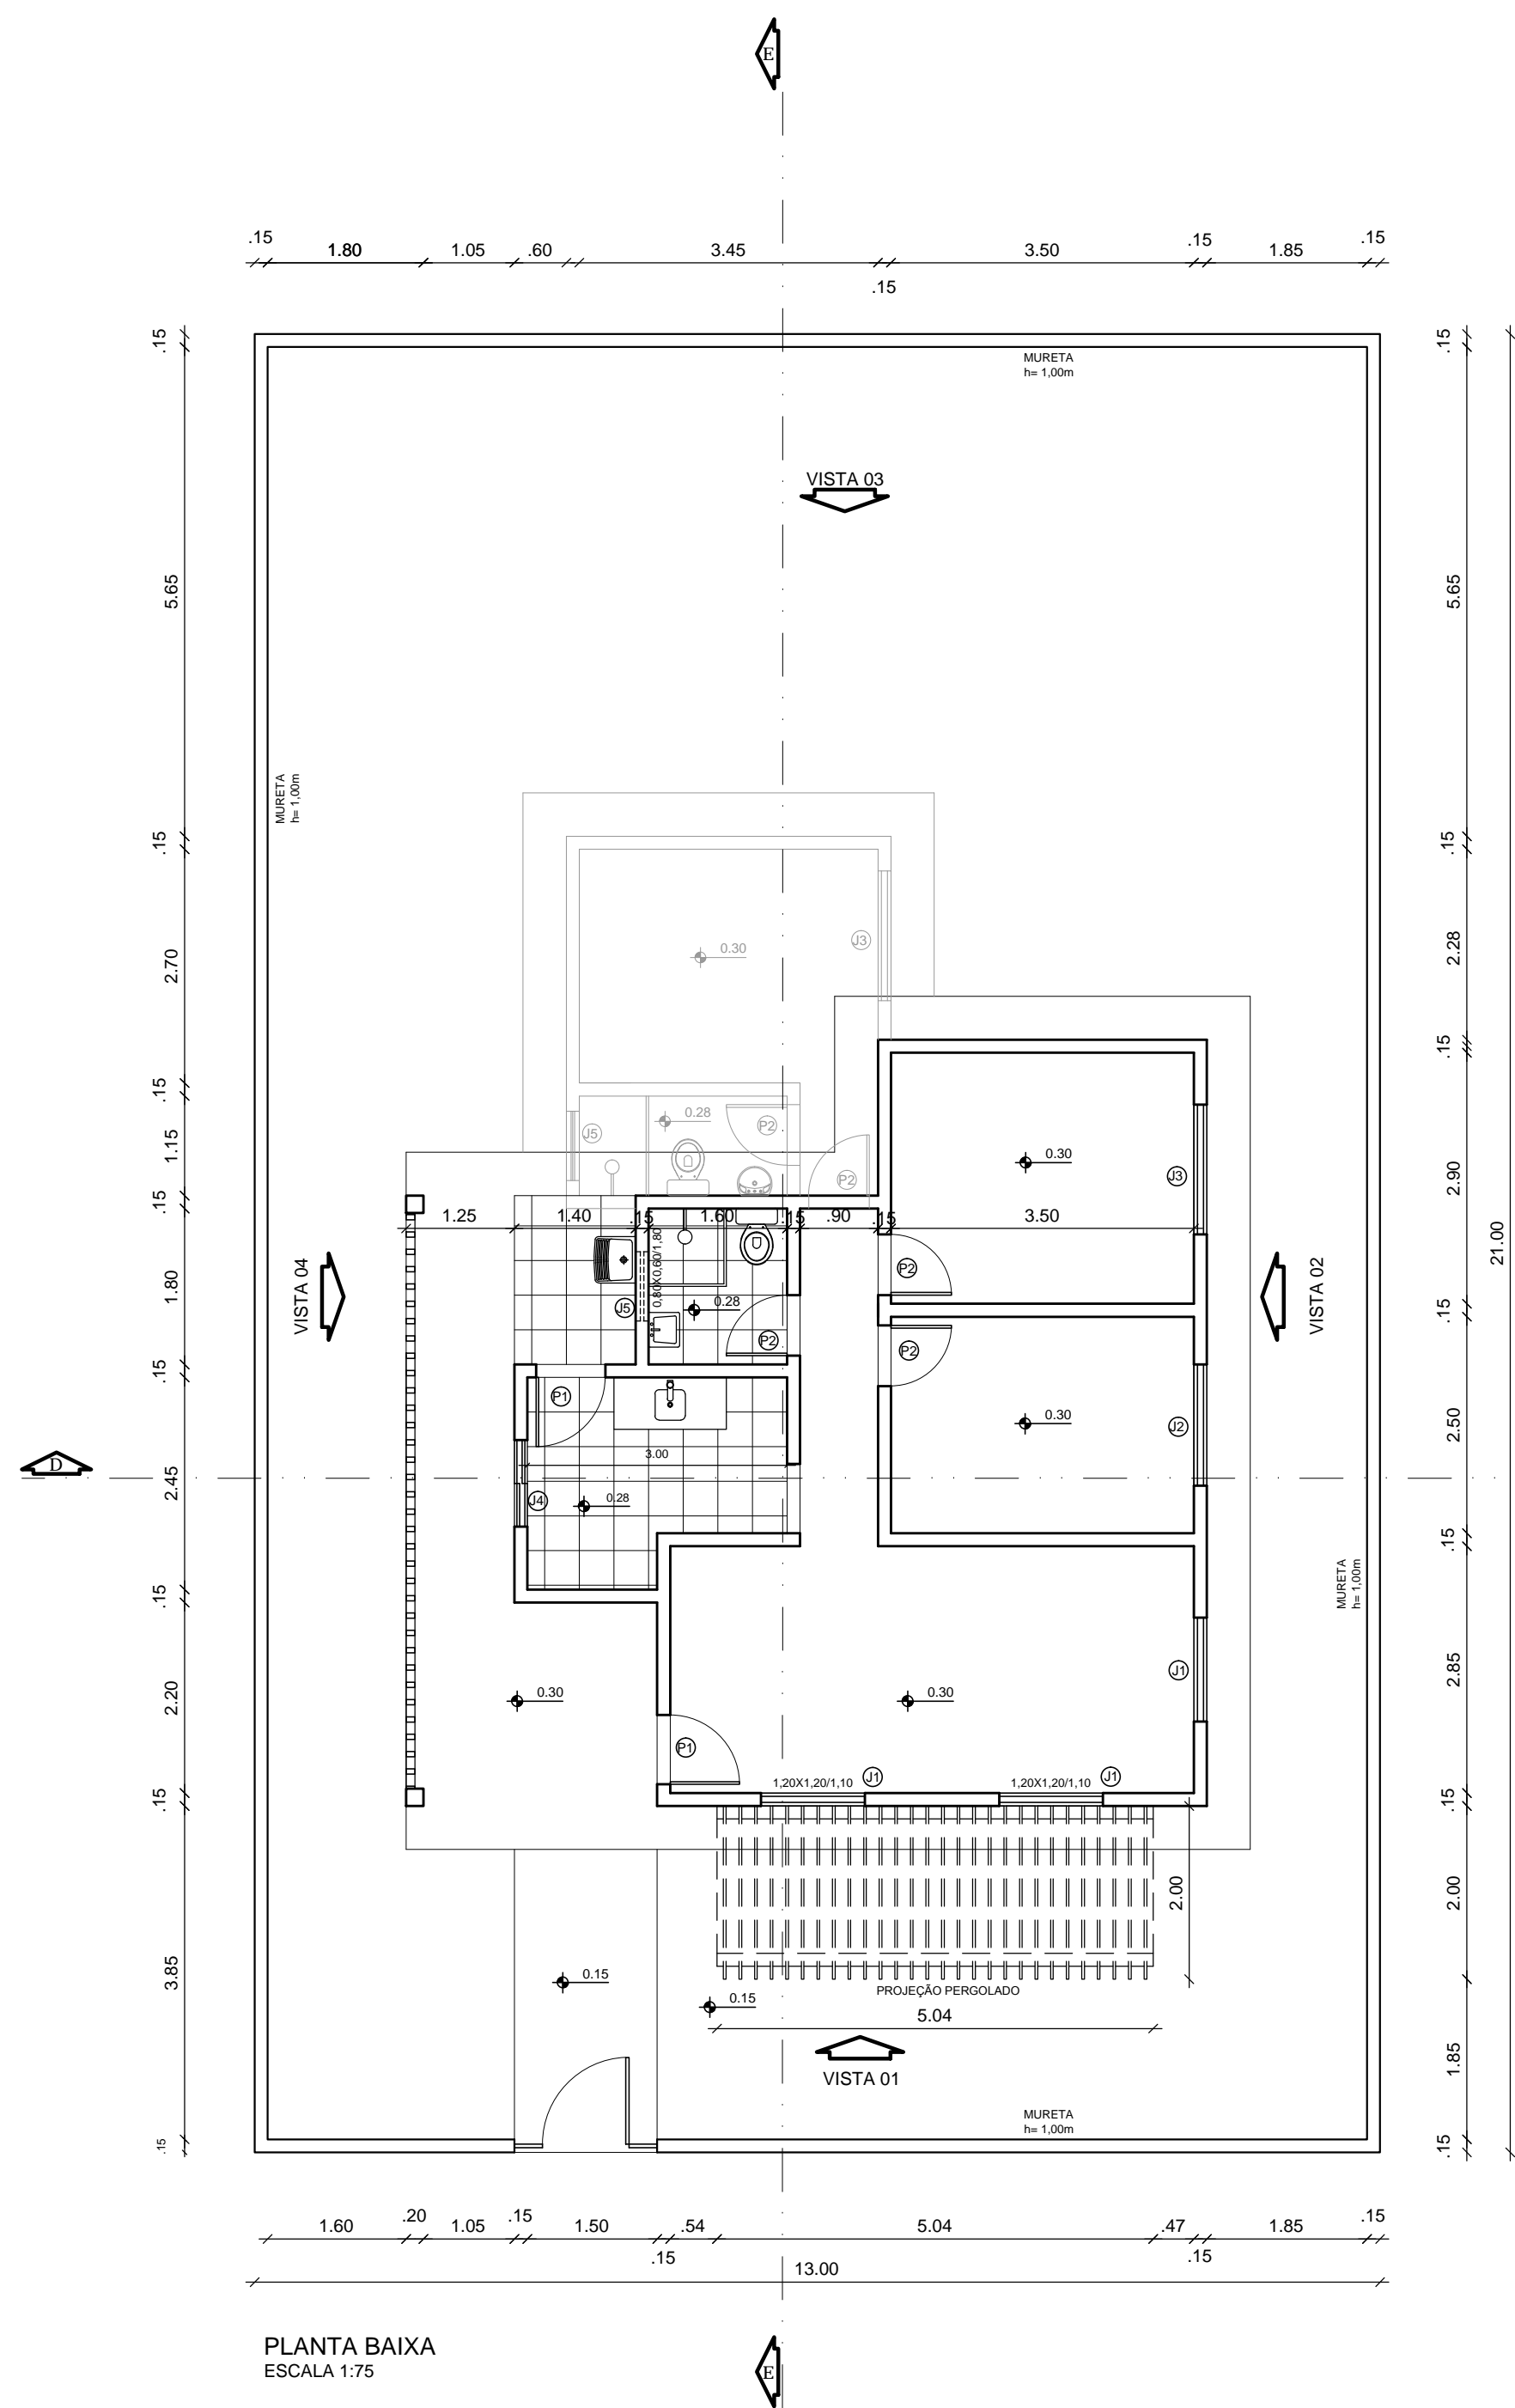 E
.15
1.80
1.05
.60
3.45
3.50
.15
1.85
.15
.15
.15
.15
MURETA
h= 1,00m
VISTA 03
5.65
5.65
21.00
MURETA
h= 1,00m
.15
.15
2.70
0.30
J3
2.28
.15
.15
J5
0.28
P2
1.15
0.30
P2
J3
2.90
.15
1.25
1.40
.15
1.60
.15
.90
.15
3.50
VISTA 04
1.80
0,80X0,60/1,80
J5
0.28
P2
P2
VISTA 02
.15
P2
.15
P1
0.30
J2
2.50
3.00
D
2.45
J4
0.28
.15
MURETA
h= 1,00m
.15
2.20
0.30
0.30
J1
2.85
P1
1,20X1,20/1,10
J1
1,20X1,20/1,10
J1
.15
.15
2.00
2.00
3.85
0.15
PROJEÇÃO PERGOLADO
0.15
5.04
VISTA 01
1.85
MURETA
h= 1,00m
.15
.15
1.60
.20
1.05
.15
1.50
.54
5.04
.47
1.85
.15
.15
.15
13.00
PLANTA BAIXA
ESCALA 1:75
E